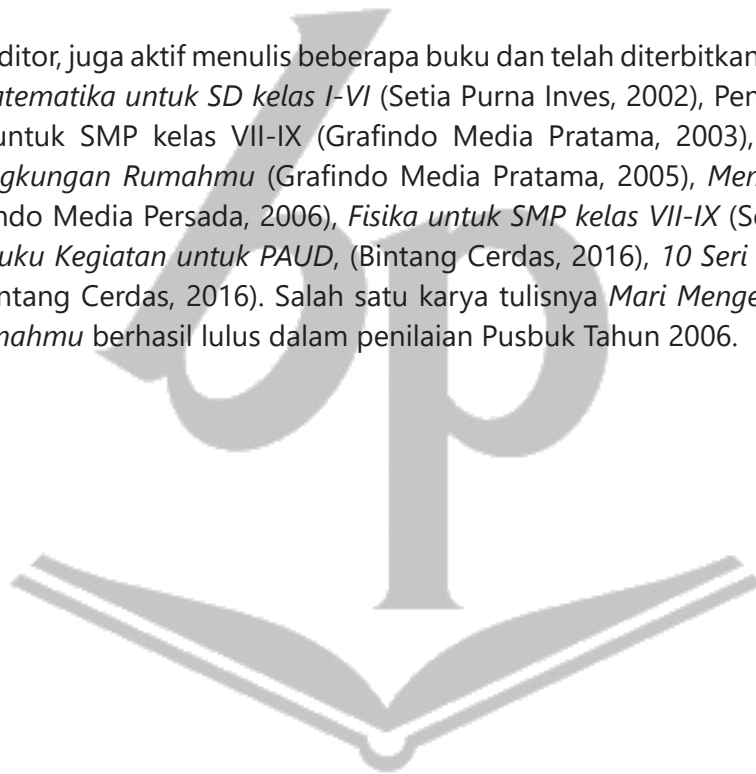 ditor, juga aktif menulis beberapa buku dan telah diterbitkan
tematika untuk SD kelas I-VI (Setia Purna Inves, 2002), Pen
untuk SMP kelas VII-IX (Grafindo Media Pratama, 2003),
gkungan Rumahmu (Grafindo Media Pratama, 2005), Men
ndo Media Persada, 2006), Fisika untuk SMP kelas VII-IX (Se
uku Kegiatan untuk PAUD, (Bintang Cerdas, 2016), 10 Seri
ntang Cerdas, 2016). Salah satu karya tulisnya Mari Menge
mahmu berhasil lulus dalam penilaian Pusbuk Tahun 2006.
bp